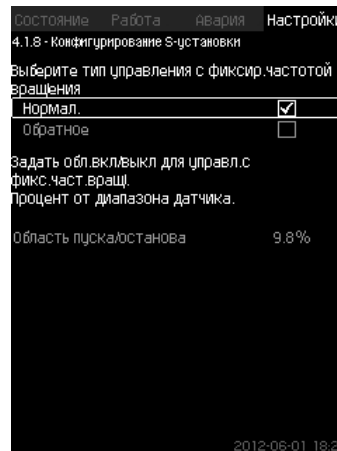 Состояние Работа Авария Настройки
4.1.8 - Конфигурирование S-установки
Выберите тип управления с фиксир.частотой
вращения
Нормал.
Обратное
Задать обл.вкл/выкл для управл.с
фикс.част.вращ.
Процент от диапазона датчика.
Область пуска/останова 9.8%
2012-06-01 18:2